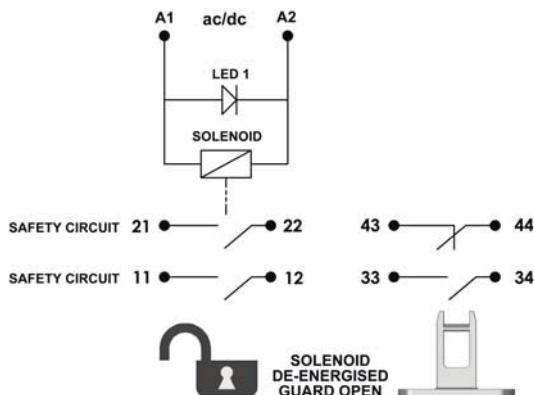 A1 ac/dc A2
LED 1
SOLENOID
SAFETY CIRCUIT 21 22 43 44
SAFETY CIRCUIT 11 12 33 34
SOLENOID
DE-ENERGISED
GUARD OPEN